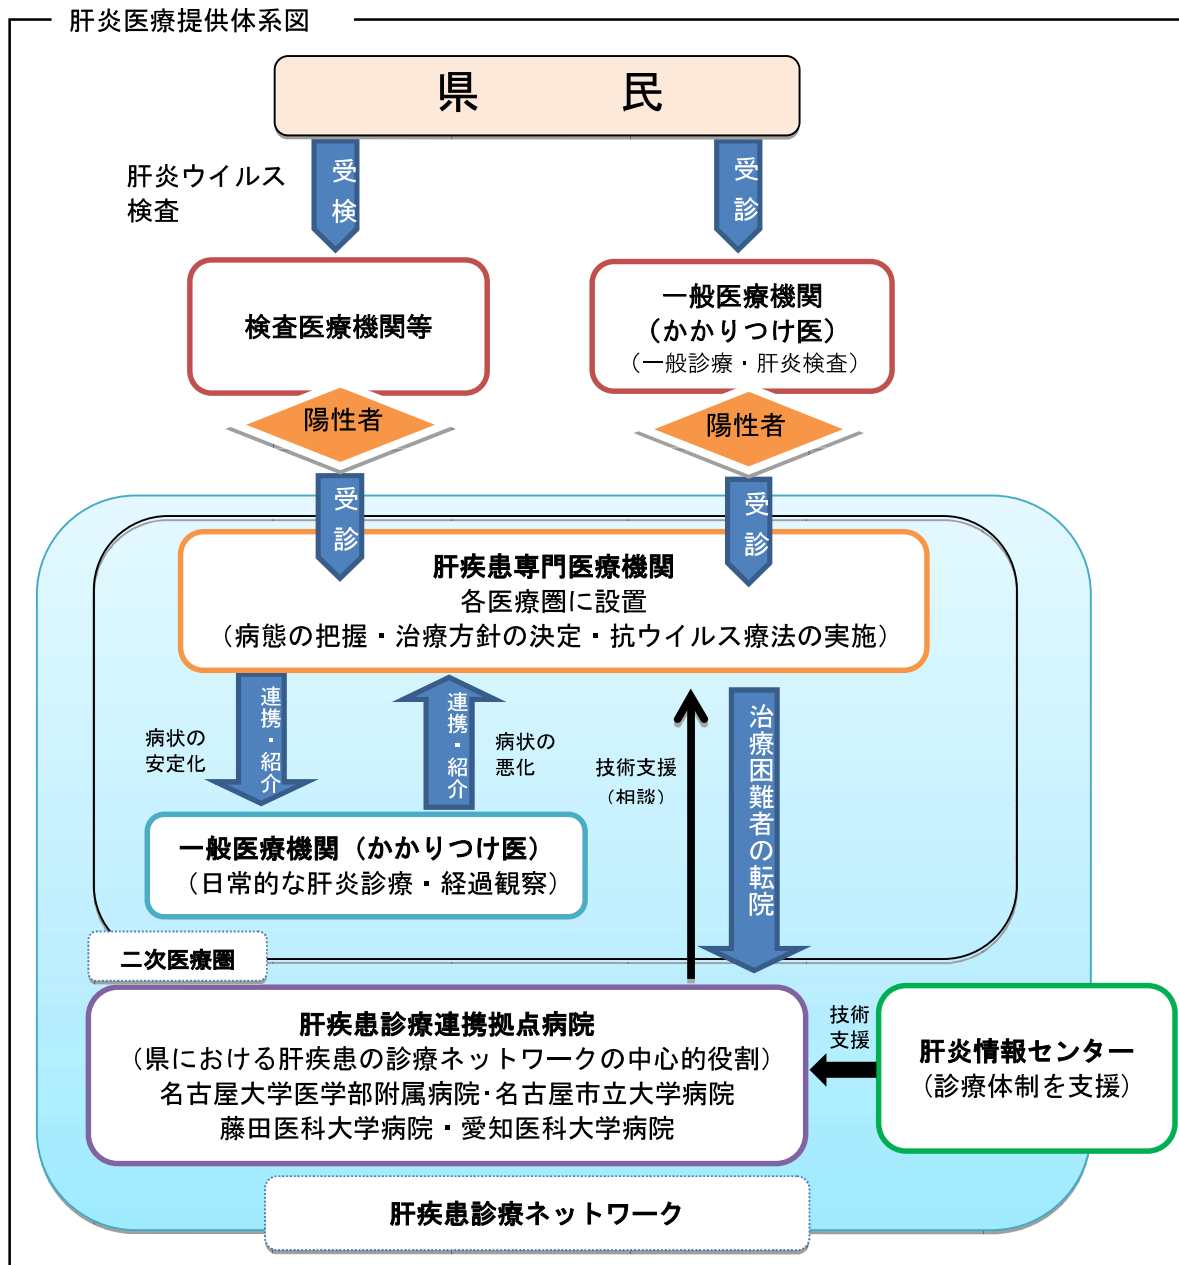 肝炎医療提供体系図
県　民
肝炎ウイルス
検査
受検
受診
検査医療機関等
一般医療機関
（かかりつけ医）
（一般診療・肝炎検査）
陽性者
陽性者
受診
受診
肝疾患専門医療機関
各医療圏に設置
（病態の把握・治療方針の決定・抗ウイルス療法の実施）
病状の
安定化
連携・紹介
連携・紹介
病状の
悪化
技術支援
（相談）
治療困難者の転院
一般医療機関（かかりつけ医）
（日常的な肝炎診療・経過観察）
二次医療圏
肝疾患診療連携拠点病院
（県における肝疾患の診療ネットワークの中心的役割）
名古屋大学医学部附属病院・名古屋市立大学病院
藤田医科大学病院・愛知医科大学病院
技術
支援
肝炎情報センター
（診療体制を支援）
肝疾患診療ネットワーク